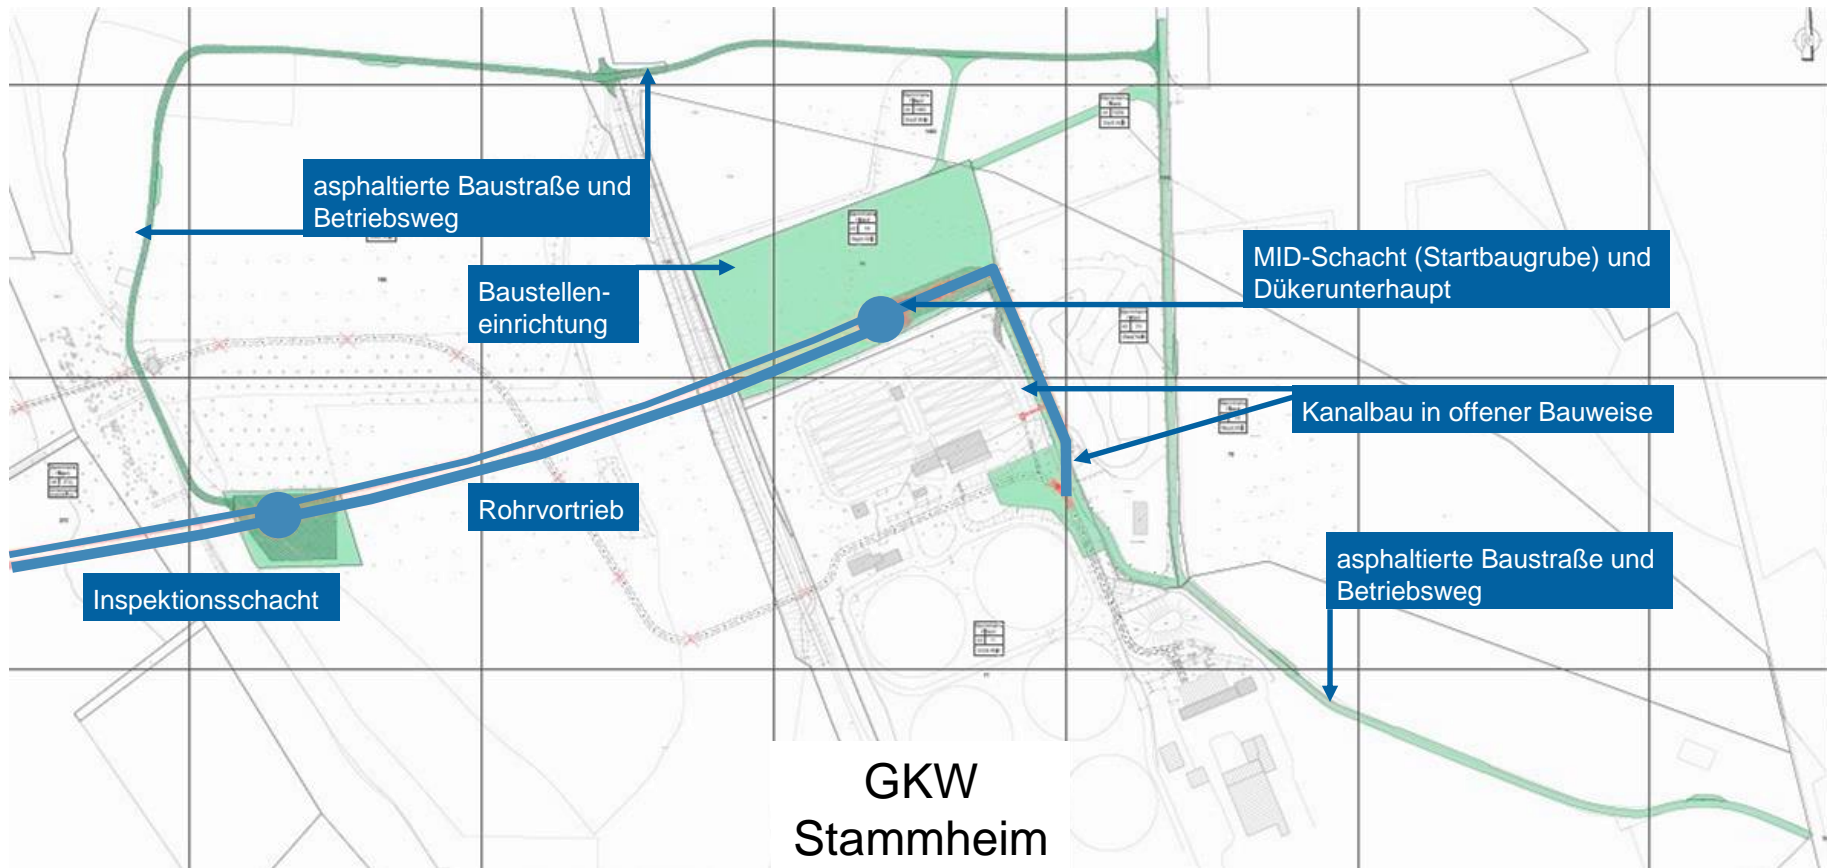 asphaltierte Baustraße und
Betriebsweg
Baustellen-
einrichtung
MID-Schacht (Startbaugrube) und
Dükerunterhaupt
Kanalbau in offener Bauweise
Rohrvortrieb
Inspektionsschacht
asphaltierte Baustraße und
Betriebsweg
GKW
Stammheim